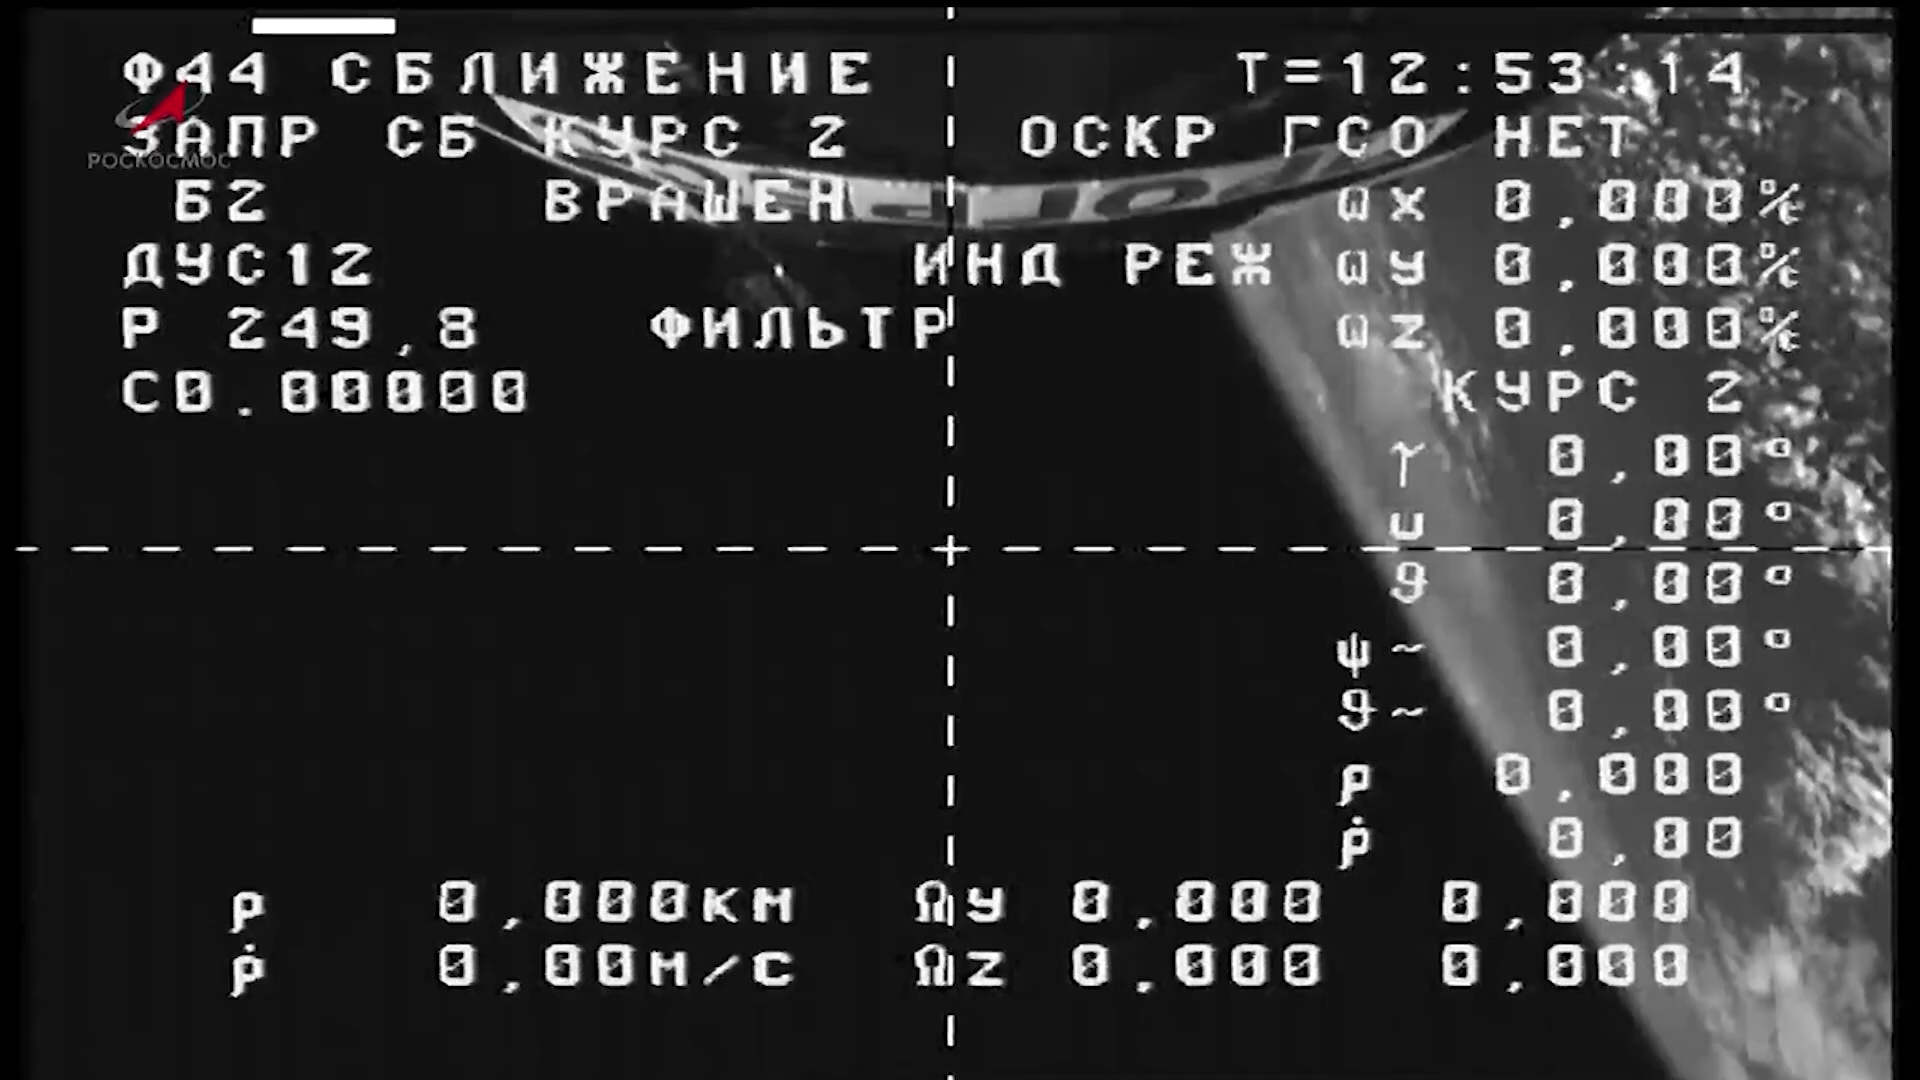 Ф44 СБЛИЖЕНИЕ T=12:53:14
ЗАПР СБ КУРС 2 ОСКР ГСО НЕТ
РОСКОСМОС
Б2 ВРАЩЕН ωx 0,000°/с
ДУС12 ИНД РЕЖ ωy 0,000°/с
Р 249,8 ФИЛЬТР ωz 0,000°/с
С0.00000 КУРС 2
γ 0,00°
ψ 0,00°
ϑ 0,00°
ψ~ 0,00°
ϑ~ 0,00°
ρ 0,000
ρ̇ 0,00
ρ 0,000км Ωy 0,000 0,000
ρ̇ 0,00м/с Ωz 0,000 0,000